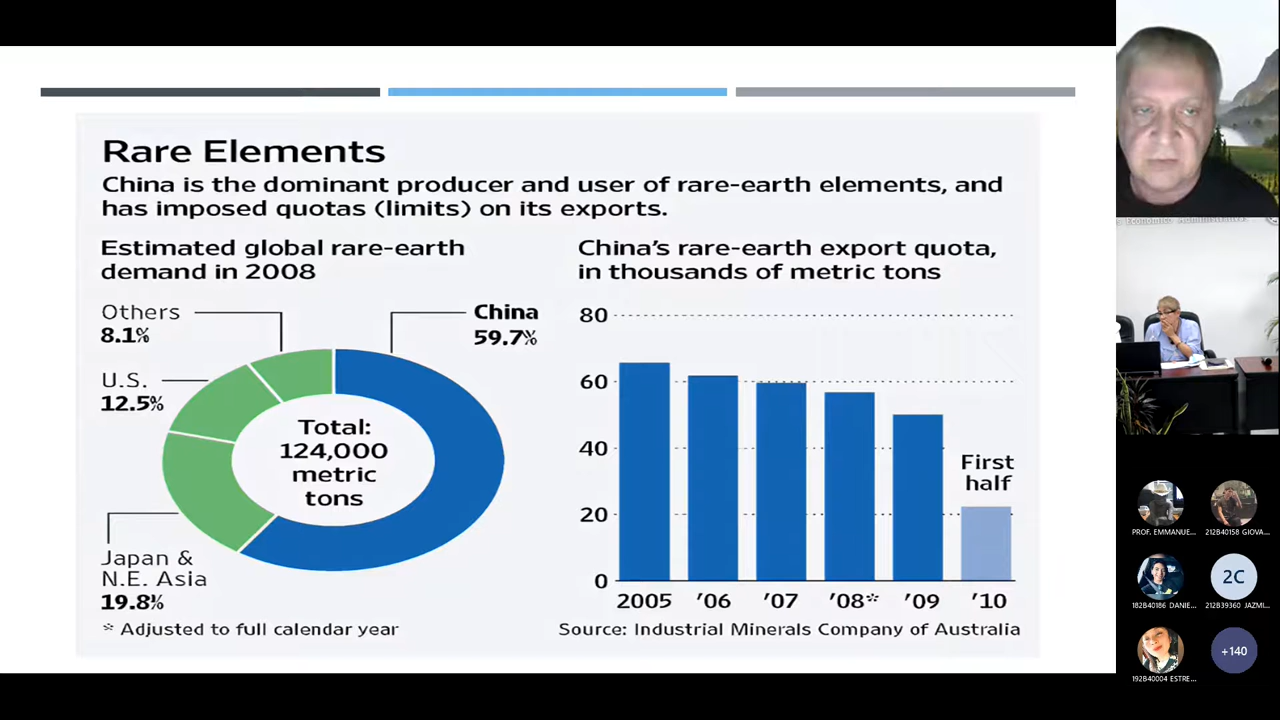 Rare Elements
China is the dominant producer and user of rare-earth elements, and
has imposed quotas (limits) on its exports.
Estimated global rare-earth
demand in 2008
Others
8.1%
China
59.7%
U.S.
12.5%
Total:
124,000
metric
tons
Japan &
N.E. Asia
19.8%
* Adjusted to full calendar year
China's rare-earth export quota,
in thousands of metric tons
80
60
40
20
0
First
half
2005 '06 '07 '08* '09 '10
Source: Industrial Minerals Company of Australia
Económico Administrativas
PROF. EMMANUE...
212B40158 GIOVA...
182B40186 DANIE...
2C
212B39360 JAZMI...
192B40004 ESTRE...
+140